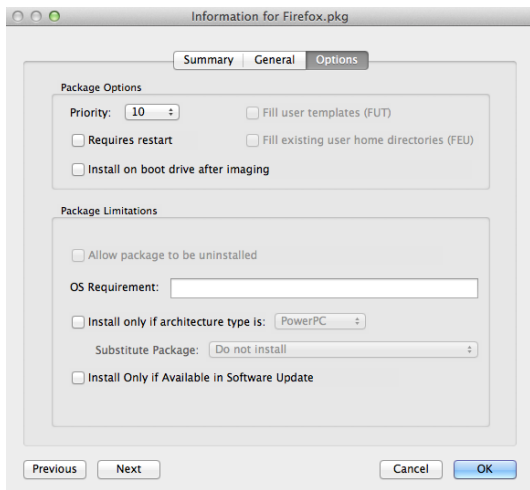 Information for Firefox.pkg
Summary General Options
Package Options
Priority: 10 Fill user templates (FUT)
Requires restart Fill existing user home directories (FEU)
Install on boot drive after imaging
Package Limitations
Allow package to be uninstalled
OS Requirement:
Install only if architecture type is: PowerPC
Substitute Package: Do not install
Install Only if Available in Software Update
Previous Next Cancel OK